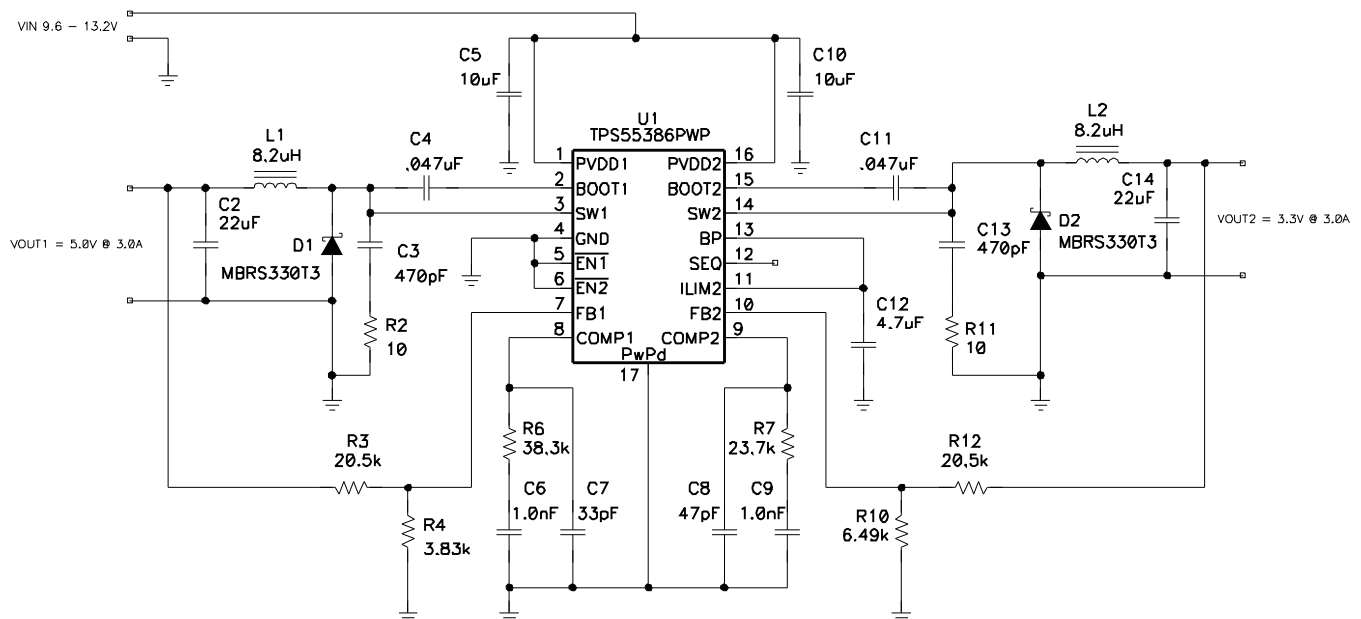 VIN 9.6 - 13.2V
C5
10uF
C10
10uF
U1
TPS55386PWP
L1
8.2uH
C4
.047uF
C11
.047uF
L2
8.2uH
1 PVDD1
PVDD2 16
2 BOOT1
BOOT2 15
3 SW1
SW2 14
4 GND
BP 13
5 EN1
SEQ 12
6 EN2
ILIM2 11
7 FB1
FB2 10
8 COMP1
COMP2 9
PwPd
17
C2
22uF
VOUT1 = 5.0V @ 3.0A
D1
MBRS330T3
C3
470pF
R2
10
C14
22uF
C13
470pF
D2
MBRS330T3
VOUT2 = 3.3V @ 3.0A
C12
4.7uF
R11
10
R3
20.5k
R6
38.3k
R7
23.7k
R12
20.5k
C6
1.0nF
C7
33pF
C8
47pF
C9
1.0nF
R4
3.83k
R10
6.49k